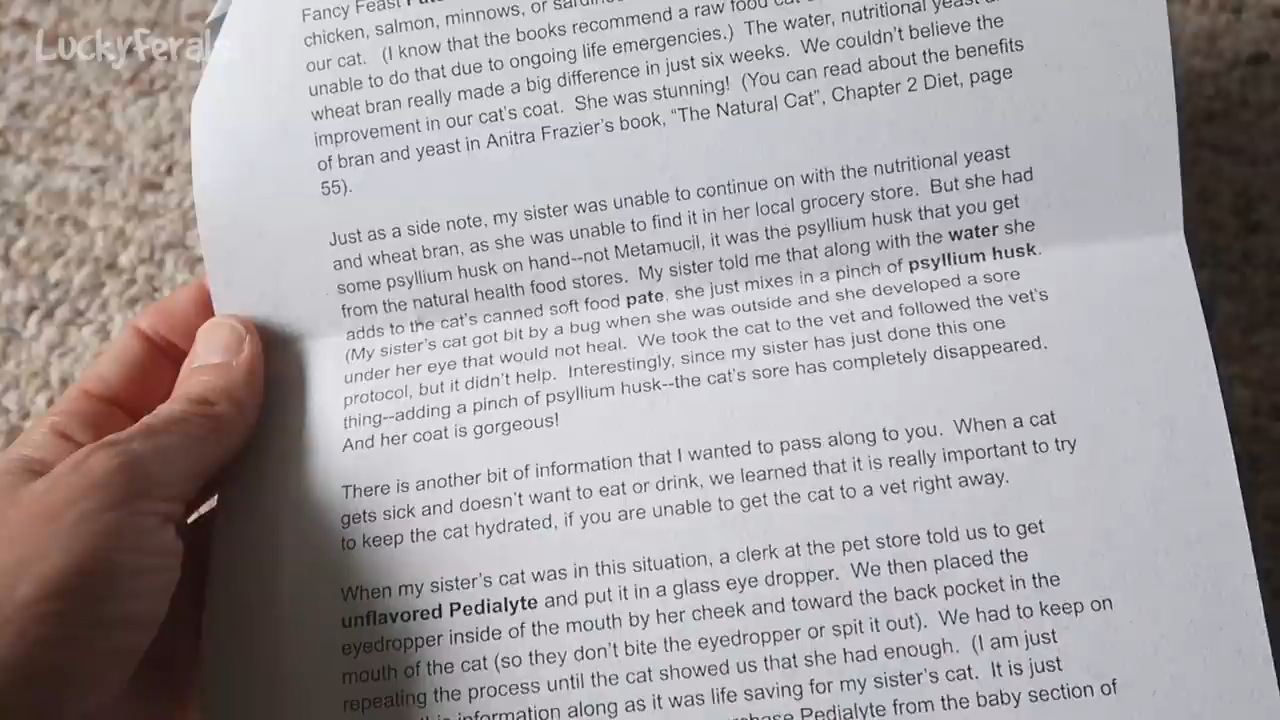 LuckyFerals
Fancy Feast
chicken, salmon, minnows, or
our cat. (I know that the books recommend a raw food
unable to do that due to ongoing life emergencies.) The water, nutritional yeast
wheat bran really made a big difference in just six weeks. We couldn't believe the
improvement in our cat's coat. She was stunning! (You can read about the benefits
of bran and yeast in Anitra Frazier's book, "The Natural Cat", Chapter 2 Diet, page
55).
Just as a side note, my sister was unable to continue on with the nutritional yeast
and wheat bran, as she was unable to find it in her local grocery store. But she had
some psyllium husk on hand--not Metamucil, it was the psyllium husk that you get
from the natural health food stores. My sister told me that along with the water she
adds to the cat's canned soft food pate, she just mixes in a pinch of psyllium husk.
(My sister's cat got bit by a bug when she was outside and she developed a sore
under her eye that would not heal. We took the cat to the vet and followed the vet's
protocol, but it didn't help. Interestingly, since my sister has just done this one
thing--adding a pinch of psyllium husk--the cat's sore has completely disappeared.
And her coat is gorgeous!
There is another bit of information that I wanted to pass along to you. When a cat
gets sick and doesn't want to eat or drink, we learned that it is really important to try
to keep the cat hydrated, if you are unable to get the cat to a vet right away.
When my sister's cat was in this situation, a clerk at the pet store told us to get
unflavored Pedialyte and put it in a glass eye dropper. We then placed the
eyedropper inside of the mouth by her cheek and toward the back pocket in the
mouth of the cat (so they don't bite the eyedropper or spit it out). We had to keep on
repeating the process until the cat showed us that she had enough. (I am just
information along as it was life saving for my sister's cat. It is just
Pedialyte from the baby section of